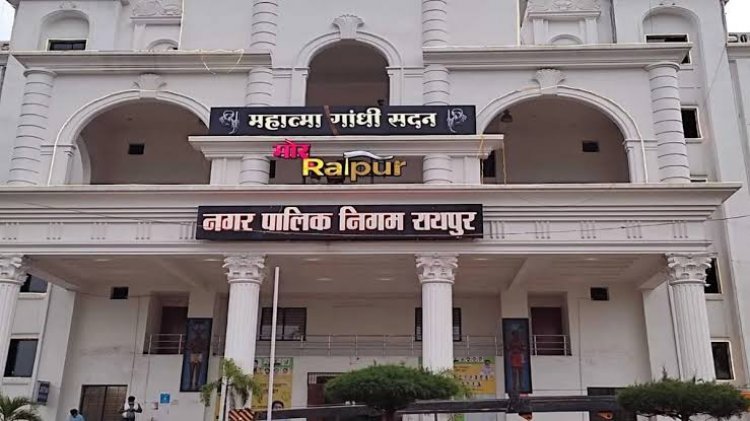 महात्मा गांधी सदन
मोर
Raipur
नगर पालिक निगम रायपुर